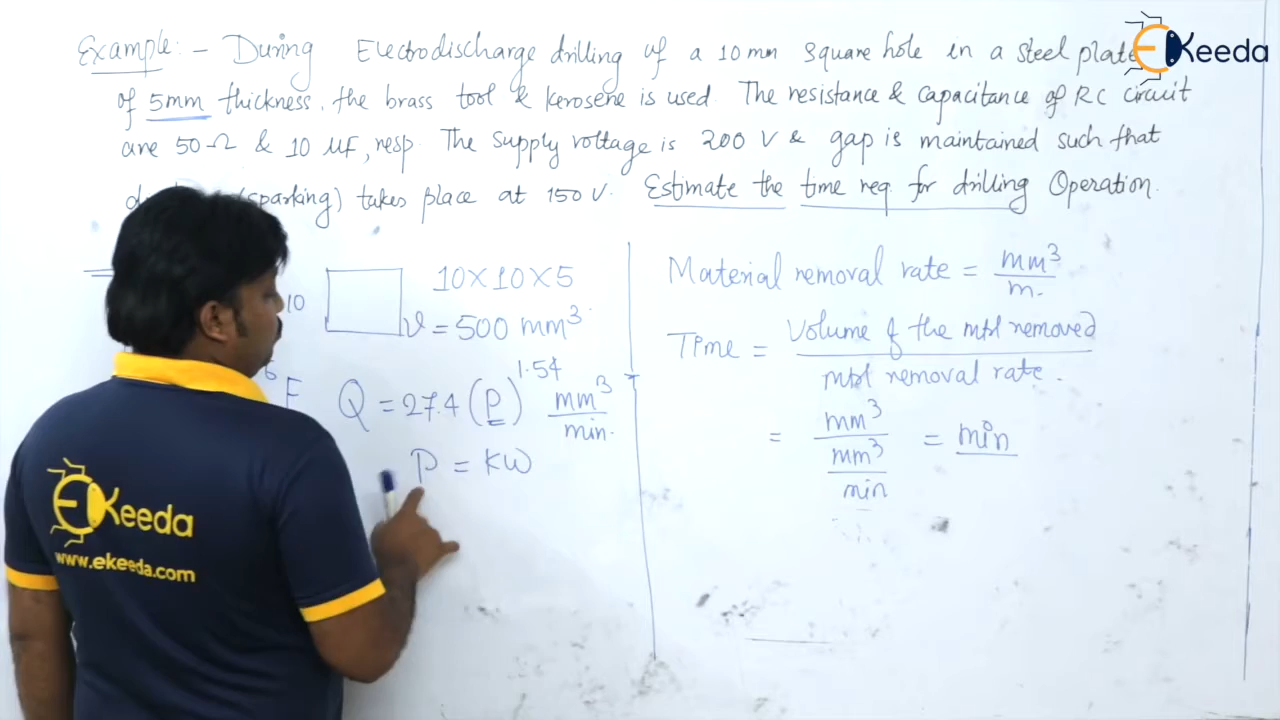 Example:- During Electrodischarge drilling of a 10 mm square hole in a steel plate
of 5mm thickness, the brass tool & kerosene is used. The resistance & capacitance of RC circuit
are 50 Ω & 10 μF, resp. The supply voltage is 200 V & gap is maintained such that
(sparking) takes place at 150 V. Estimate the time req. for drilling Operation.
10
10×10×5
v = 500 mm³
6
F
Q = 27.4 (P)^1.54 mm³/min.
P = KW
Material removal rate = mm³/m.
Time = Volume of the mtl removed / mtl removal rate.
= mm³ / mm³/min = min
EKeeda
EKeeda
www.ekeeda.com